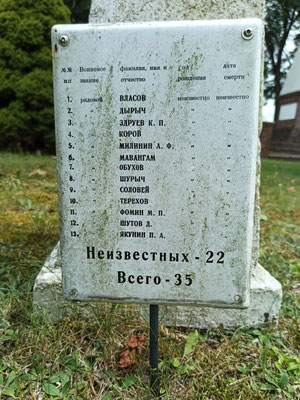 №№ Воинское фамилия, имя и год дата
пп звание отчество рождения смерти
1. рядовой ВЛАСОВ неизвестно неизвестно
2. " ДЫРЫЧ " "
3. " ЗДРУЕВ К. П. " "
4. " КОРОВ " "
5. " МИЛИНИН А. Ф. " "
6. " МАВАНГАМ " "
7. " ОБУХОВ " "
8. " ШУРЫЧ " "
9. " СОЛОВЕЙ " "
10. " ТЕРЕХОВ " "
11. " ФОМИН М. П. " "
12. " ШУТОВ Д. " "
13. " ЯКУНИН П. А. " "
Неизвестных - 22
Всего - 35